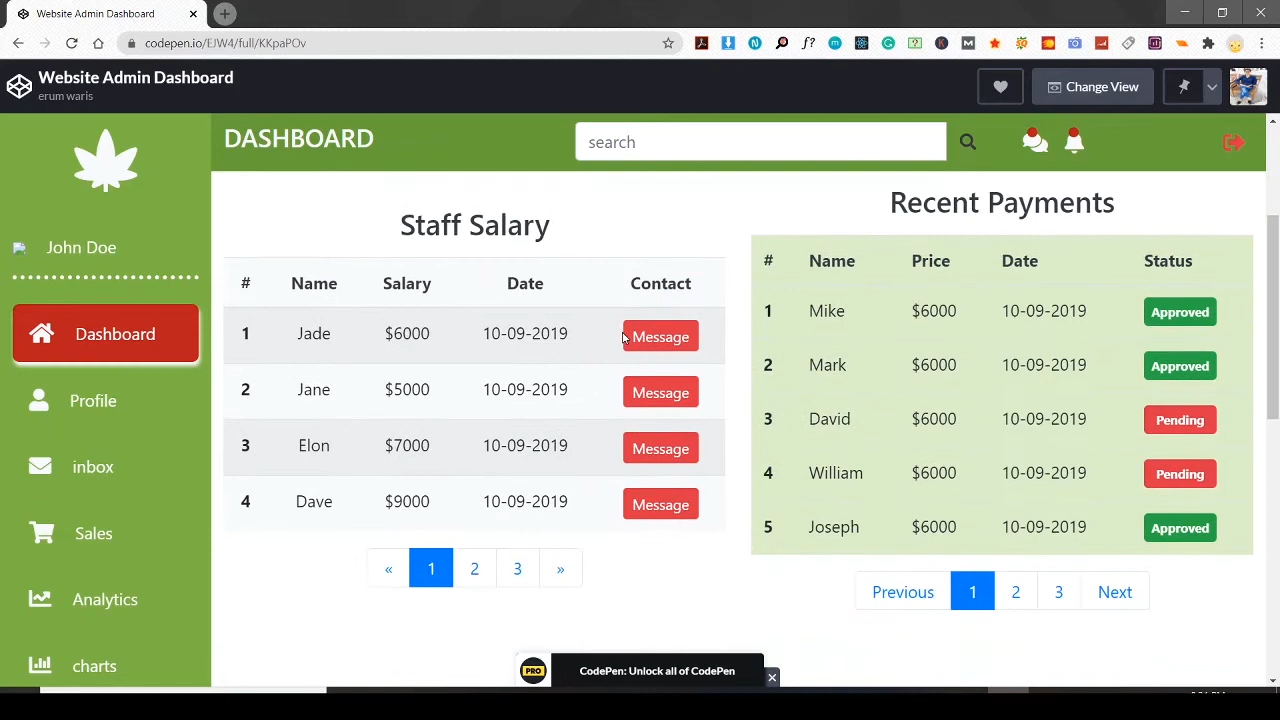 Website Admin Dashboard
codepen.io/EJW4/full/KKpaPOv
Website Admin Dashboard
erum waris
Change View
DASHBOARD
search
John Doe
Dashboard
Profile
inbox
Sales
Analytics
charts
Staff Salary
# Name Salary Date Contact
1 Jade $6000 10-09-2019 Message
2 Jane $5000 10-09-2019 Message
3 Elon $7000 10-09-2019 Message
4 Dave $9000 10-09-2019 Message
« 1 2 3 »
Recent Payments
# Name Price Date Status
1 Mike $6000 10-09-2019 Approved
2 Mark $6000 10-09-2019 Approved
3 David $6000 10-09-2019 Pending
4 William $6000 10-09-2019 Pending
5 Joseph $6000 10-09-2019 Approved
Previous 1 2 3 Next
PRO CodePen: Unlock all of CodePen